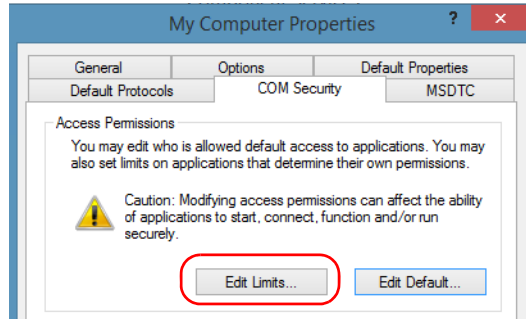 My Computer Properties ?
General Options Default Properties
Default Protocols COM Security MSDTC
Access Permissions
You may edit who is allowed default access to applications. You may
also set limits on applications that determine their own permissions.
Caution: Modifying access permissions can affect the ability
of applications to start, connect, function and/or run
securely.
Edit Limits... Edit Default...